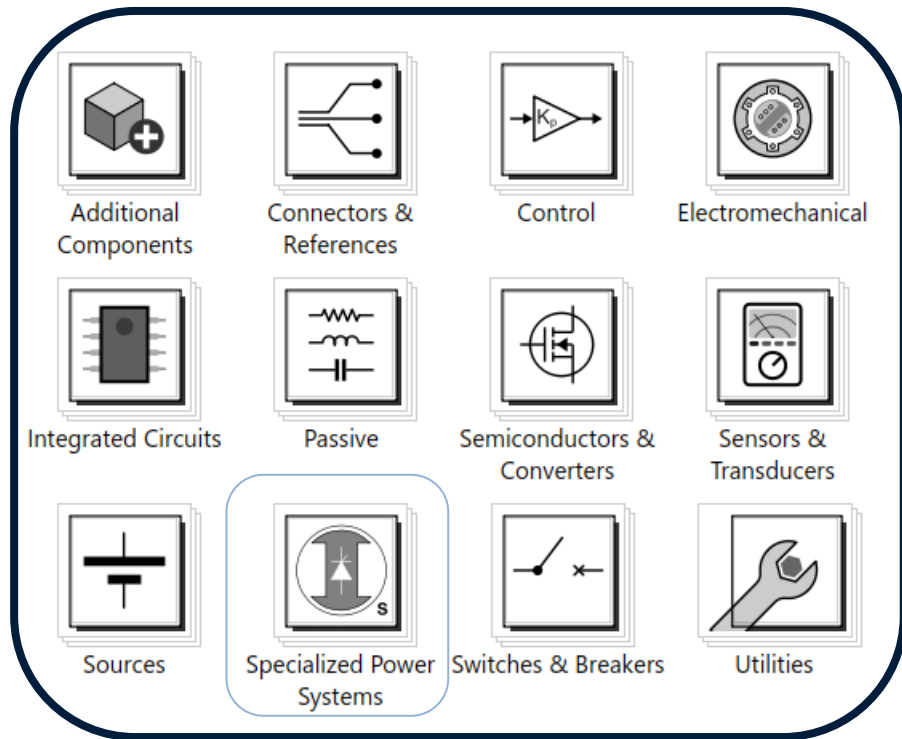 Kp
Additional
Components
Connectors &
References
Control
Electromechanical
Integrated Circuits
Passive
Semiconductors &
Converters
Sensors &
Transducers
S
Sources
Specialized Power
Systems
Switches & Breakers
Utilities